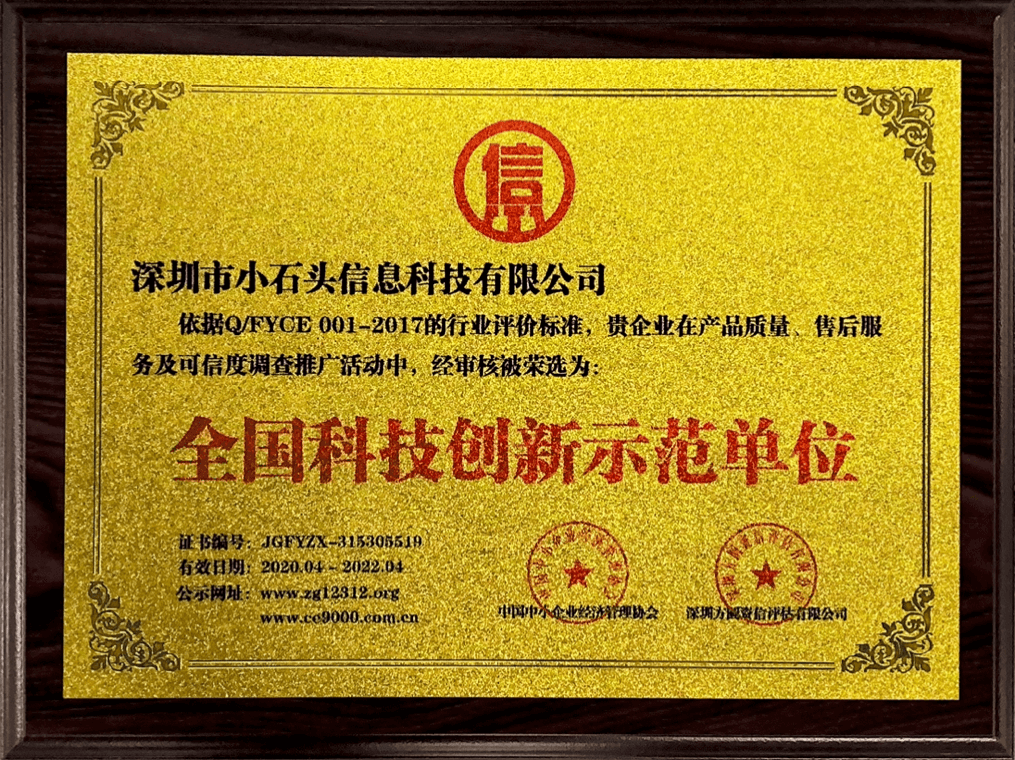 信
深圳市小石头信息科技有限公司
依据Q/FYCE 001-2017的行业评价标准，贵企业在产品质量、售后服
务及可信度调查推广活动中，经审核被荣选为：
全国科技创新示范单位
证书编号：JGFYZX-315305519
有效日期：2020.04-2022.04
公示网址：www.zg12312.org
www.ce9000.com.cn
中国中小企业经济管理协会
深圳方圆资信评估有限公司